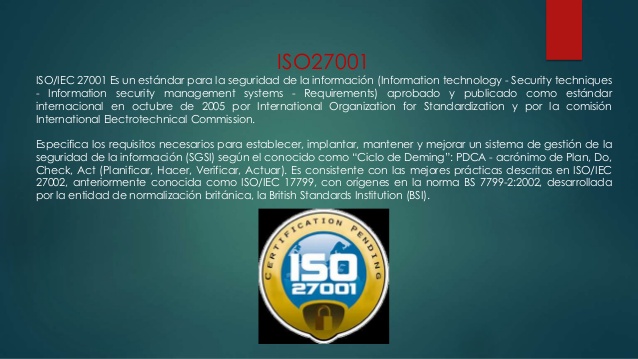 ISO27001
ISO/IEC 27001 Es un estándar para la seguridad de la información (Information technology - Security techniques
- Information security management systems - Requirements) aprobado y publicado como estándar
internacional en octubre de 2005 por International Organization for Standardization y por la comisión
International Electrotechnical Commission.
Especifica los requisitos necesarios para establecer, implantar, mantener y mejorar un sistema de gestión de la
seguridad de la información (SGSI) según el conocido como “Ciclo de Deming”: PDCA - acrónimo de Plan, Do,
Check, Act (Planificar, Hacer, Verificar, Actuar). Es consistente con las mejores prácticas descritas en ISO/IEC
27002, anteriormente conocida como ISO/IEC 17799, con orígenes en la norma BS 7799-2:2002, desarrollada
por la entidad de normalización británica, la British Standards Institution (BSI).
CERTIFICATION PENDING
ISO
27001